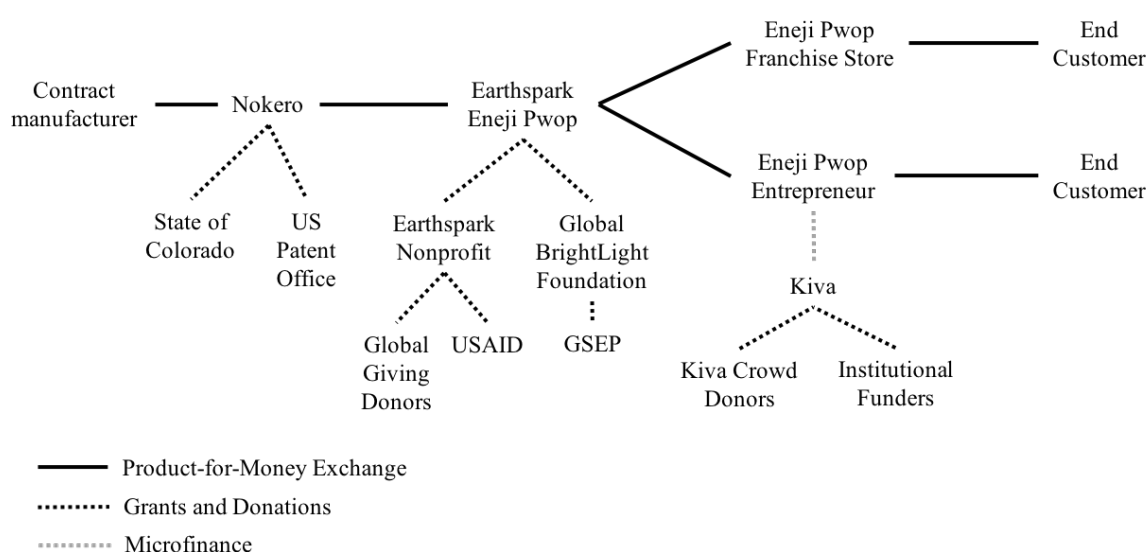 Contract
manufacturer
Nokero
Earthspark
Eneji Pwop
Eneji Pwop
Franchise Store
End
Customer
Eneji Pwop
Entrepreneur
End
Customer
State of
Colorado
US
Patent
Office
Earthspark
Nonprofit
Global
BrightLight
Foundation
Kiva
Global
Giving
Donors
USAID
GSEP
Kiva Crowd
Donors
Institutional
Funders
Product-for-Money Exchange
Grants and Donations
Microfinance